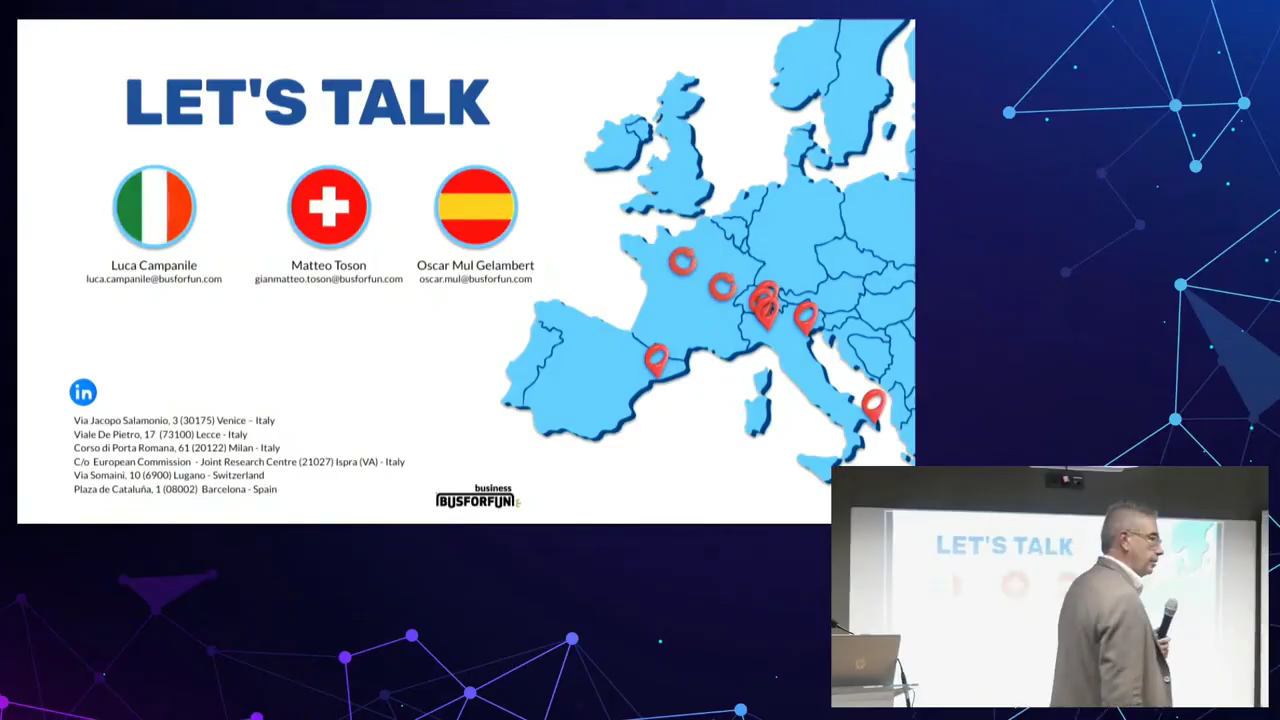 LET'S TALK
Luca Campanile
luca.campanile@busforfun.com
Matteo Toson
gianmatteo.toson@busforfun.com
Oscar Mul Gelambert
oscar.mul@busforfun.com
in
Via Jacopo Salamonio, 3 (30175) Venice - Italy
Viale De Pietro, 17 (73100) Lecce - Italy
Corso di Porta Romana, 61 (20122) Milan - Italy
C/o European Commission - Joint Research Centre (21027) Ispra (VA) - Italy
Via Somaini, 10 (6900) Lugano - Switzerland
Plaza de Cataluña, 1 (08002) Barcelona - Spain
business
BUSFORFUN
LET'S TALK
hp